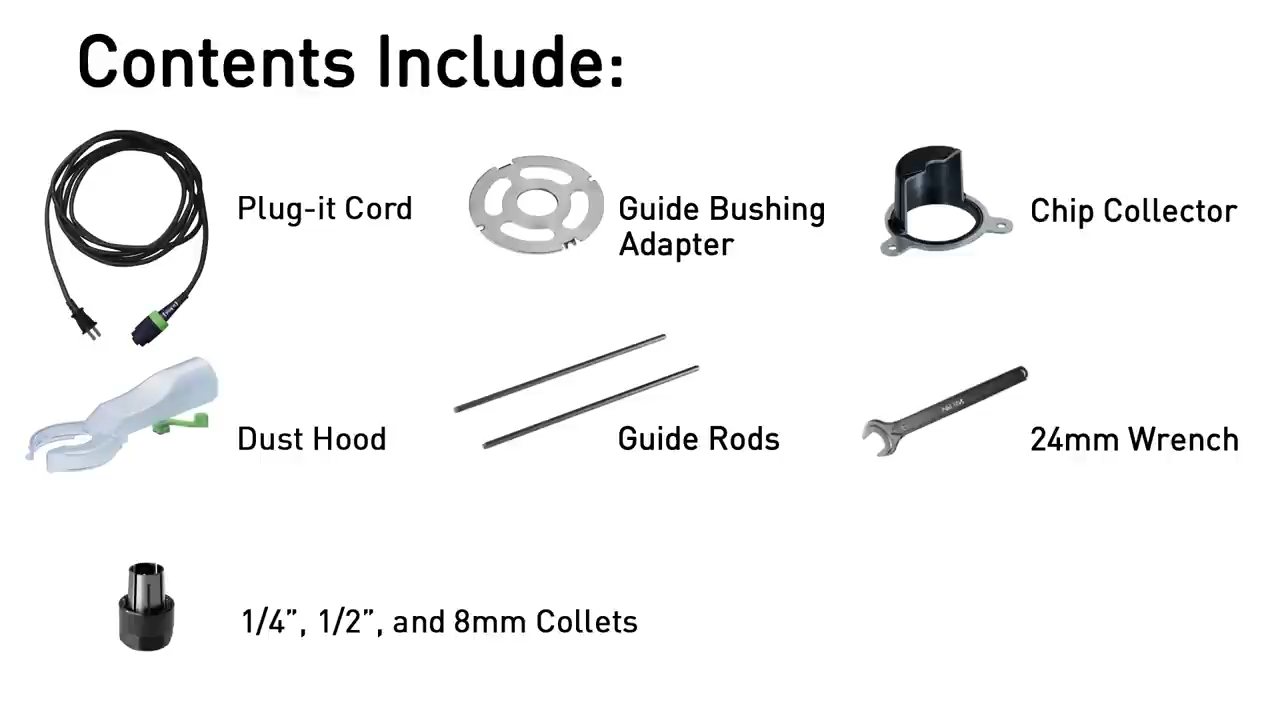 Contents Include:
Plug-it Cord
Guide Bushing
Adapter
Chip Collector
Dust Hood
Guide Rods
24mm Wrench
1/4”, 1/2”, and 8mm Collets